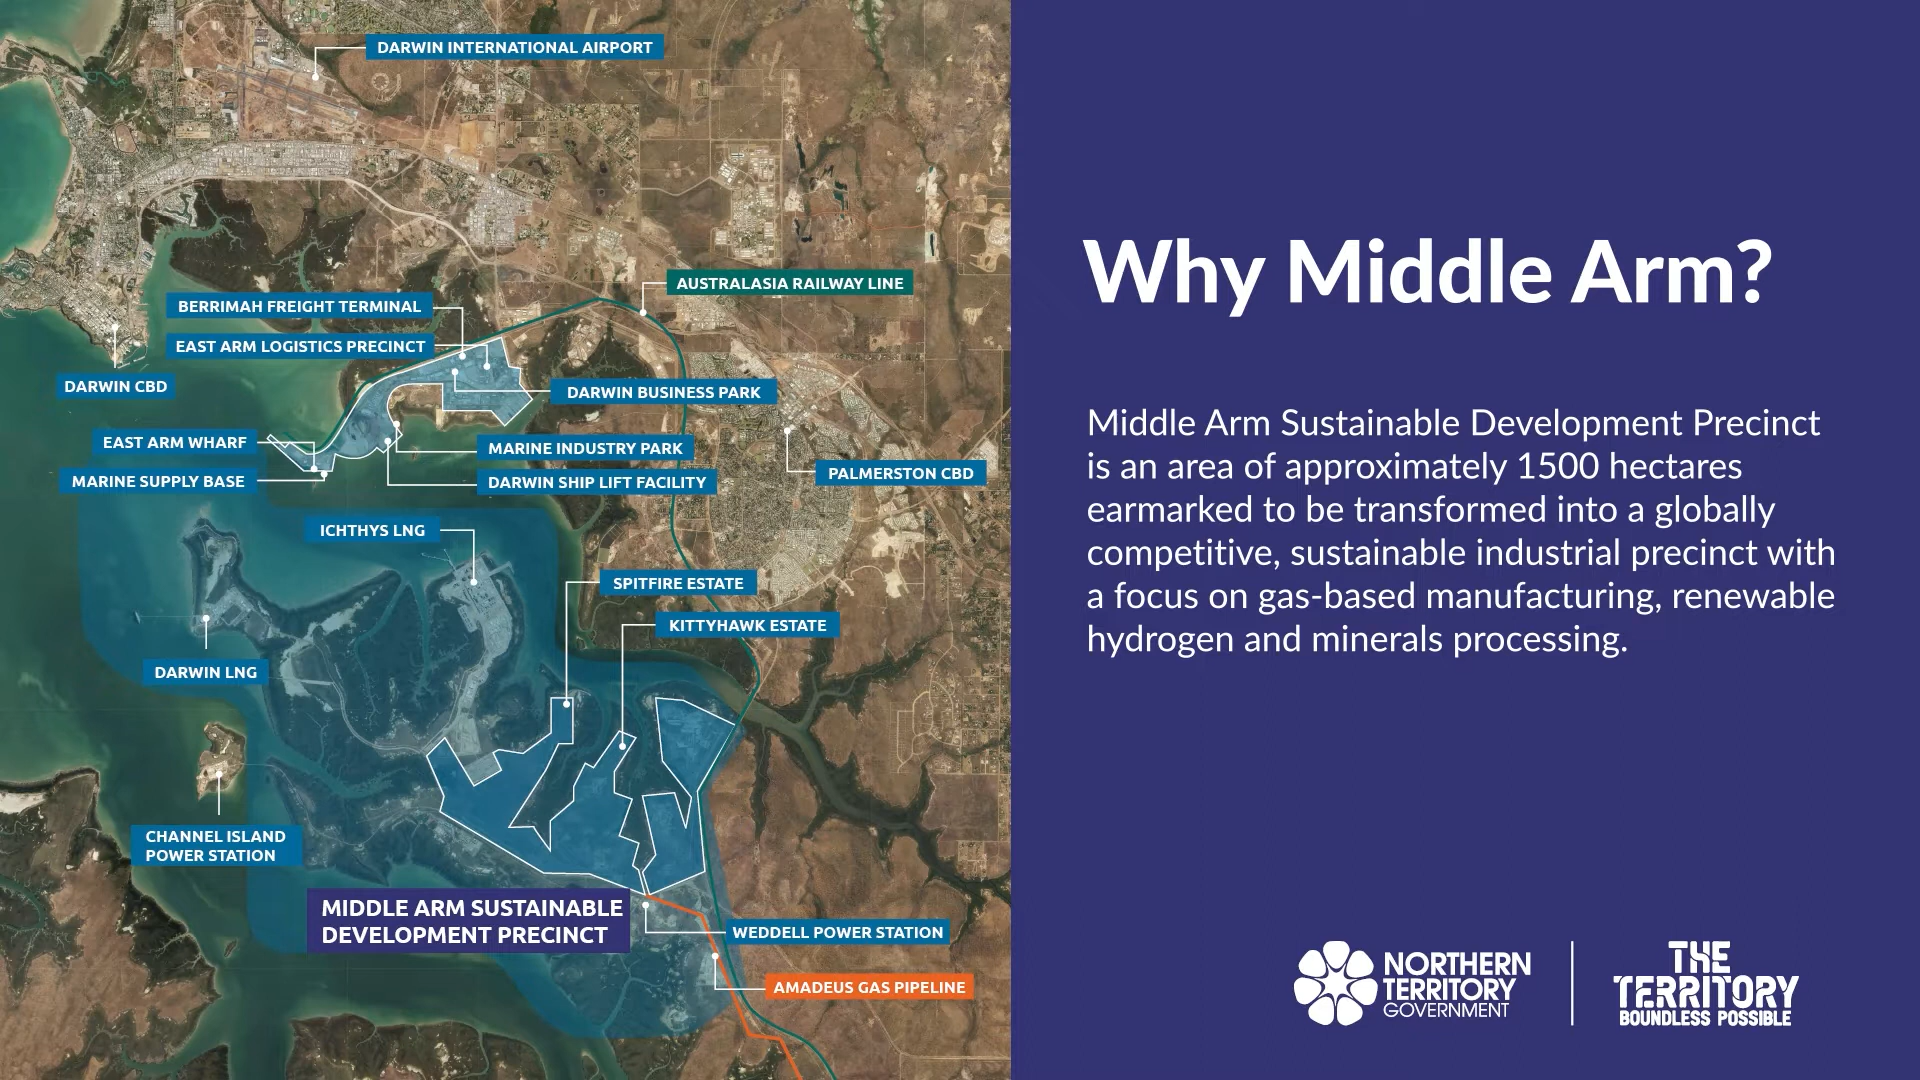 DARWIN INTERNATIONAL AIRPORT
AUSTRALASIA RAILWAY LINE
BERRIMAH FREIGHT TERMINAL
EAST ARM LOGISTICS PRECINCT
DARWIN CBD
DARWIN BUSINESS PARK
EAST ARM WHARF
MARINE INDUSTRY PARK
PALMERSTON CBD
MARINE SUPPLY BASE
DARWIN SHIP LIFT FACILITY
ICHTHYS LNG
SPITFIRE ESTATE
KITTYHAWK ESTATE
DARWIN LNG
CHANNEL ISLAND
POWER STATION
MIDDLE ARM SUSTAINABLE
DEVELOPMENT PRECINCT
WEDDELL POWER STATION
AMADEUS GAS PIPELINE
Why Middle Arm?
Middle Arm Sustainable Development Precinct
is an area of approximately 1500 hectares
earmarked to be transformed into a globally
competitive, sustainable industrial precinct with
a focus on gas-based manufacturing, renewable
hydrogen and minerals processing.
NORTHERN
TERRITORY
GOVERNMENT
THE
TERRITORY
BOUNDLESS POSSIBLE